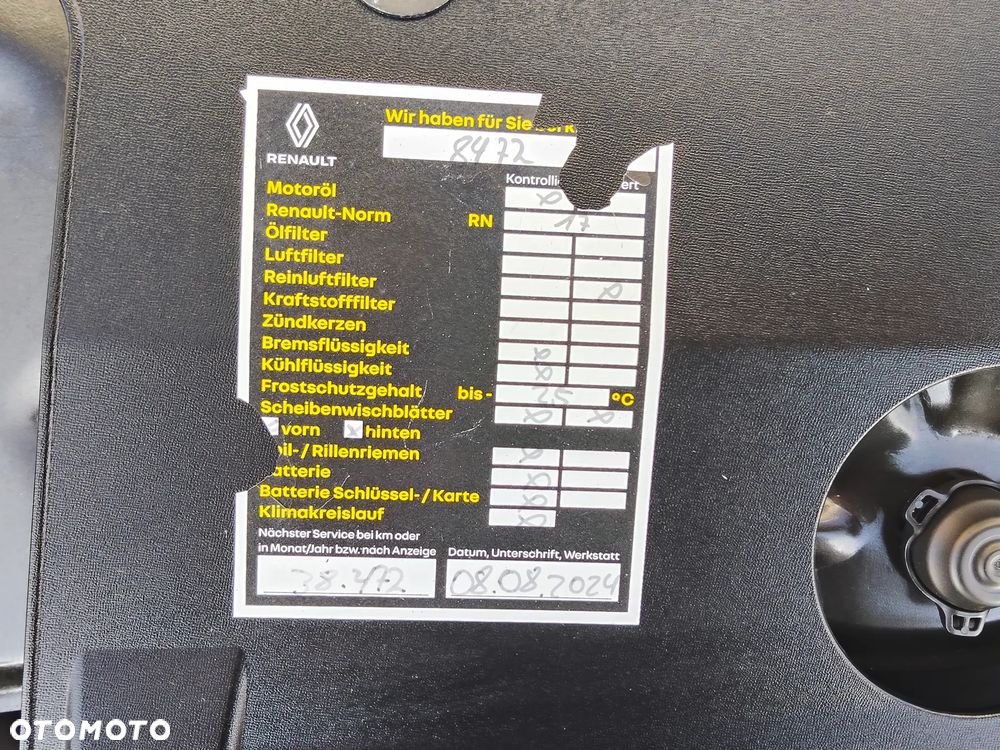 Wir haben für Sie
RENAULT
8472
Motoröl
Renault-Norm RN 17
Ölfilter
Luftfilter
Reinluftfilter
Kraftstofffilter
Zündkerzen
Bremsflüssigkeit
Kühlflüssigkeit
Frostschutzgehalt bis - 25 °C
Scheibenwischblätter
vorn hinten
Rillenriemen
Batterie Schlüssel-/Karte
Klimakreislauf
Nächster Service bei km oder
in Monat/Jahr bzw. nach Anzeige Datum, Unterschrift, Werkstatt
38.472 08.08.2024
OTOMOTO